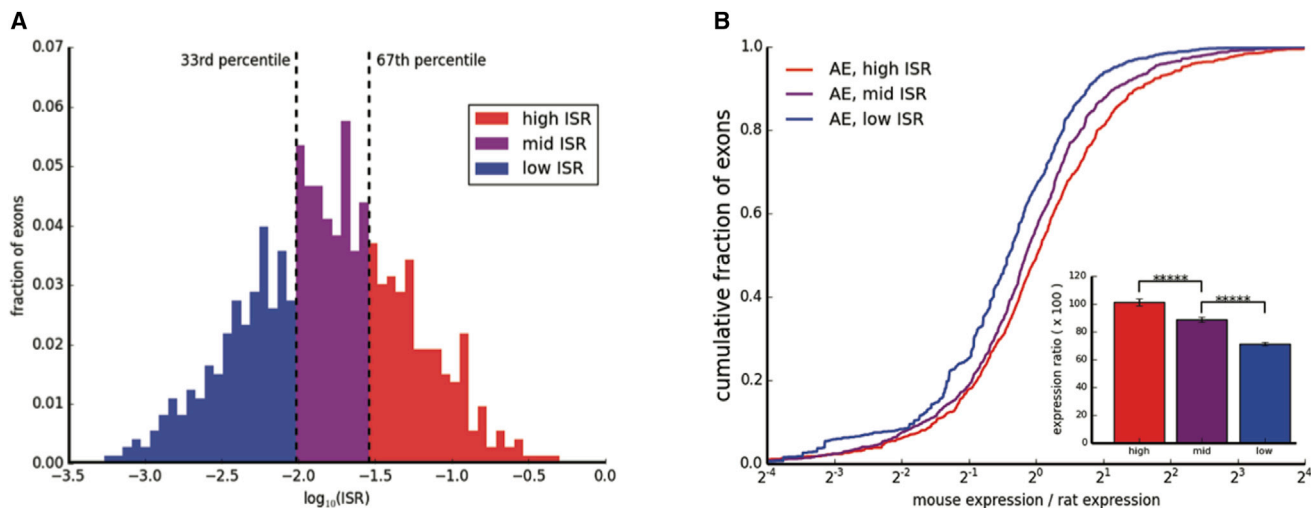 A
0.07
0.06
0.05
0.04
0.03
0.02
0.01
0.00
fraction of exons
33rd percentile
67th percentile
high ISR
mid ISR
low ISR
−3.5 −3.0 −2.5 −2.0 −1.5 −1.0 −0.5 0.0
log₁₀(ISR)
B
1.0
0.8
0.6
0.4
0.2
0.0
cumulative fraction of exons
AE, high ISR
AE, mid ISR
AE, low ISR
120
100
80
60
40
20
0
expression ratio ( x 100 )
*****
*****
high mid low
2⁻⁴ 2⁻³ 2⁻² 2⁻¹ 2⁰ 2¹ 2² 2³ 2⁴
mouse expression / rat expression